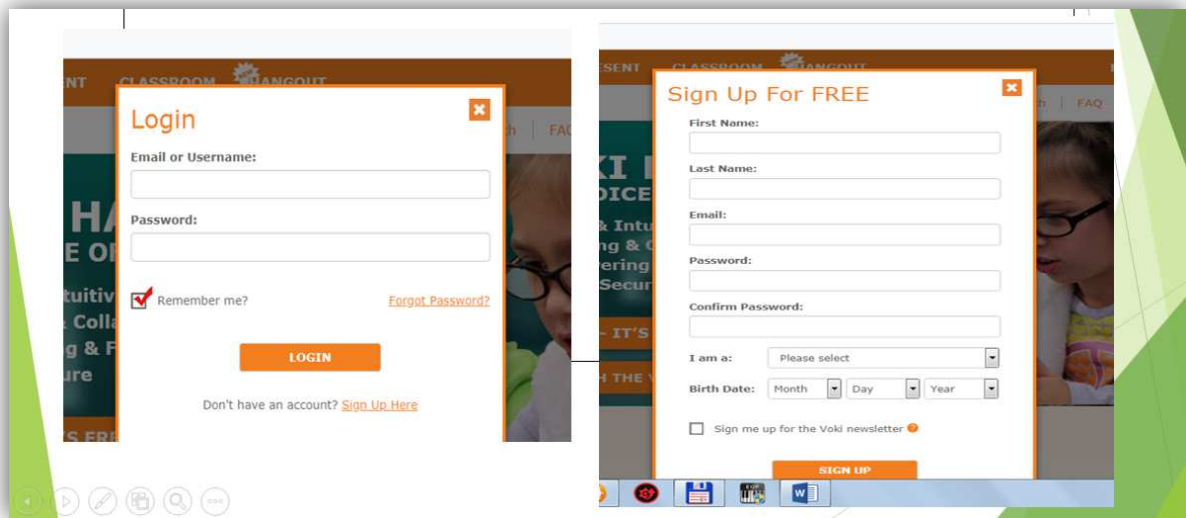 CLASSROOM HANGOUT
Login
Email or Username:
Password:
Remember me?
Forgot Password?
LOGIN
Don't have an account? Sign Up Here
CLASSROOM HANGOUT
FAQ
Sign Up For FREE
First Name:
Last Name:
Email:
Password:
Confirm Password:
I am a:
Please select
Birth Date:
Month
Day
Year
Sign me up for the Voki newsletter
SIGN UP